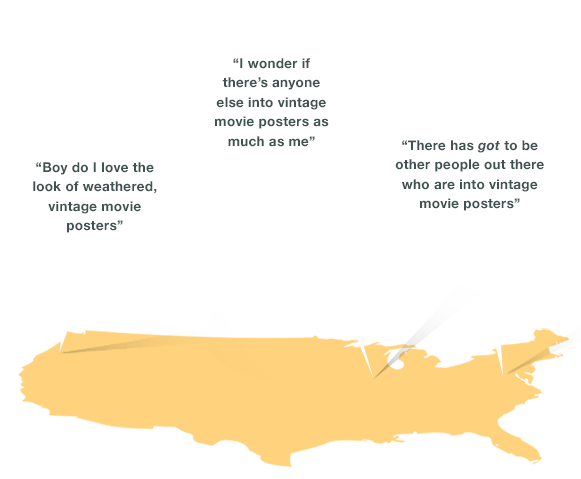 “I wonder if
there’s anyone
else into vintage
movie posters as
much as me”
“There has got to be
other people out there
who are into vintage
movie posters”
“Boy do I love the
look of weathered,
vintage movie
posters”